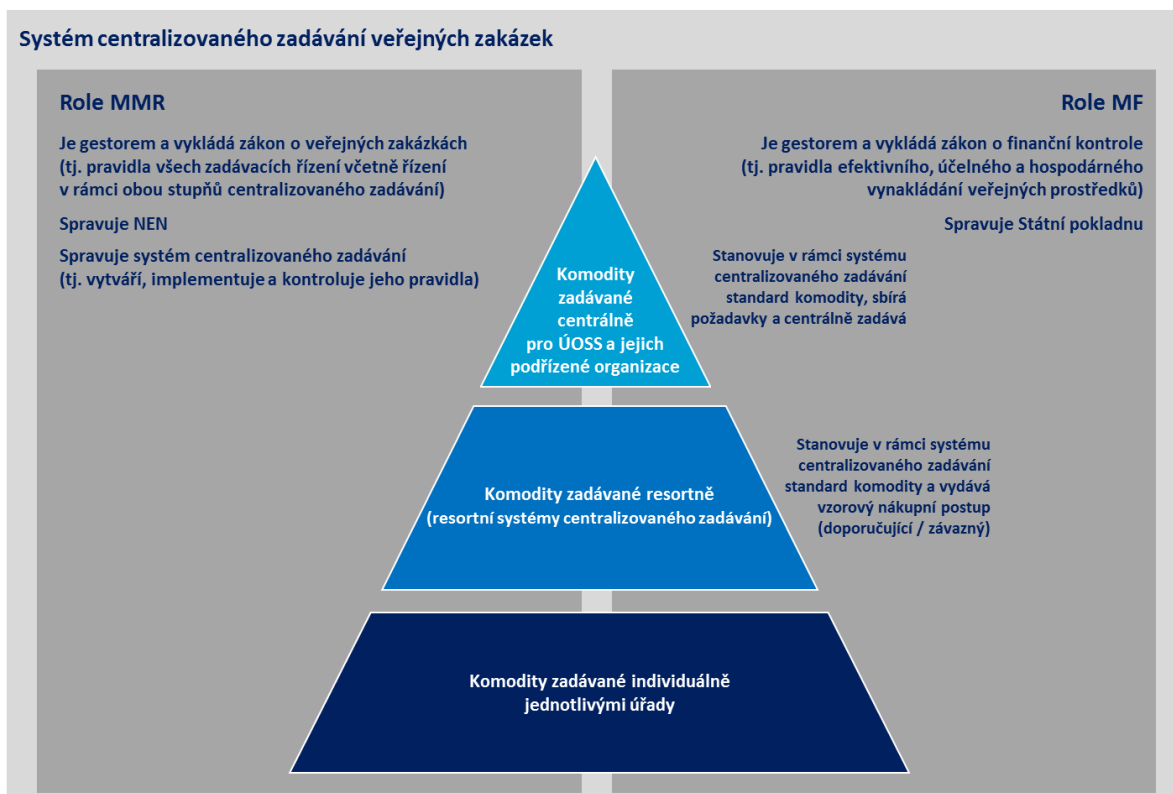 Systém centralizovaného zadávání veřejných zakázek
Role MMR
Je gestorem a vykládá zákon o veřejných zakázkách
(tj. pravidla všech zadávacích řízení včetně řízení
v rámci obou stupňů centralizovaného zadávání)
Spravuje NEN
Spravuje systém centralizovaného zadávání
(tj. vytváří, implementuje a kontroluje jeho pravidla)
Role MF
Je gestorem a vykládá zákon o finanční kontrole
(tj. pravidla efektivního, účelného a hospodárného
vynakládání veřejných prostředků)
Spravuje Státní pokladnu
Stanovuje v rámci systému
centralizovaného zadávání
standard komodity, sbírá
požadavky a centrálně zadává
Komodity
zadávané
centrálně
pro ÚOSS a jejich
podřízené organizace
Stanovuje v rámci systému
centralizovaného zadávání
standard komodity a vydává
vzorový nákupní postup
(doporučující / závazný)
Komodity zadávané resortně
(resortní systémy centralizovaného zadávání)
Komodity zadávané individuálně
jednotlivými úřady